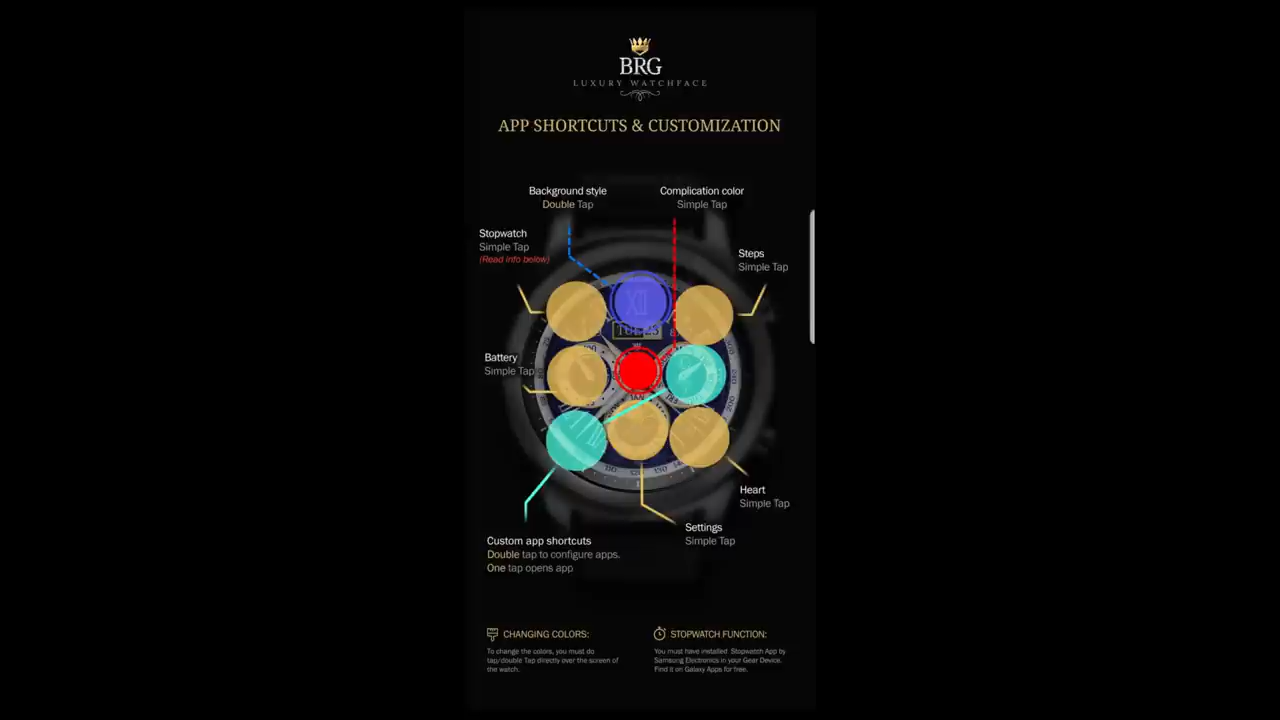 BRG
LUXURY WATCHFACE
APP SHORTCUTS & CUSTOMIZATION
Background style
Double Tap
Complication color
Simple Tap
Stopwatch
Simple Tap
(Read info below)
Steps
Simple Tap
XII
Battery
Simple Tap
Heart
Simple Tap
Settings
Simple Tap
Custom app shortcuts
Double tap to configure apps.
One tap opens app
CHANGING COLORS:
To change the colors, you must do
tap/double Tap directly over the screen of
the watch.
STOPWATCH FUNCTION:
You must have installed Stopwatch App by
Samsung Electronics in your Gear Device.
Find it on Galaxy Apps for free.